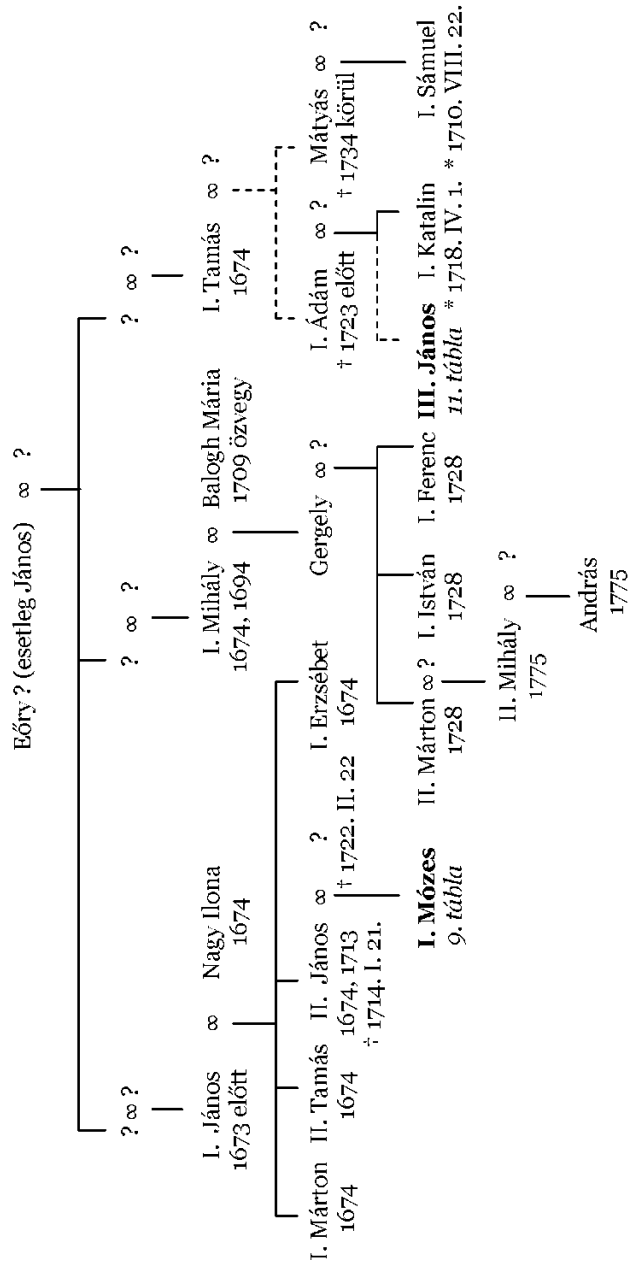 Eőry ? (esetleg János) ∞ ?
? ∞ ? ? ∞ ? ? ∞ ?
I. János ∞ Nagy Ilona I. Mihály ∞ Balogh Mária I. Tamás ∞ ?
1673 előtt 1674 1674, 1694 1709 özvegy 1674
I. Márton II. Tamás II. János ∞ ? I. Erzsébet Gergely ∞ ? I. Ádám ∞ ? Mátyás ∞ ?
1674 1674 1674, 1713 † 1722. II. 22 1674 † 1723 előtt † 1734 körül
† 1714. I. 21.
I. Mózes II. Márton ∞ ? I. István I. Ferenc III. János I. Katalin I. Sámuel
9. tábla 1728 1728 1728 11. tábla * 1718. IV. 1. * 1710. VIII. 22.
II. Mihály ∞ ?
1775
András
1775